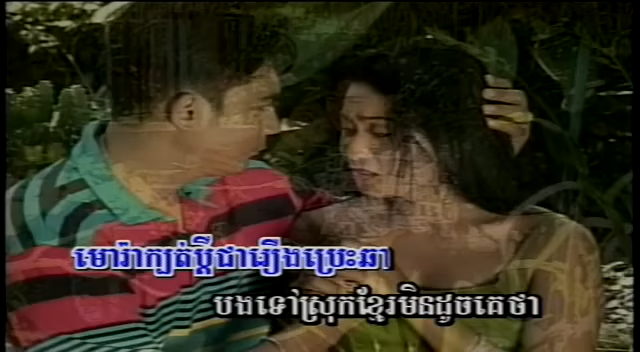 មោរ៉ាក្បត់ប្ដីជារឿងប្រេះឆា
បងទៅស្រុកខ្មែរមិនដូចគេថា